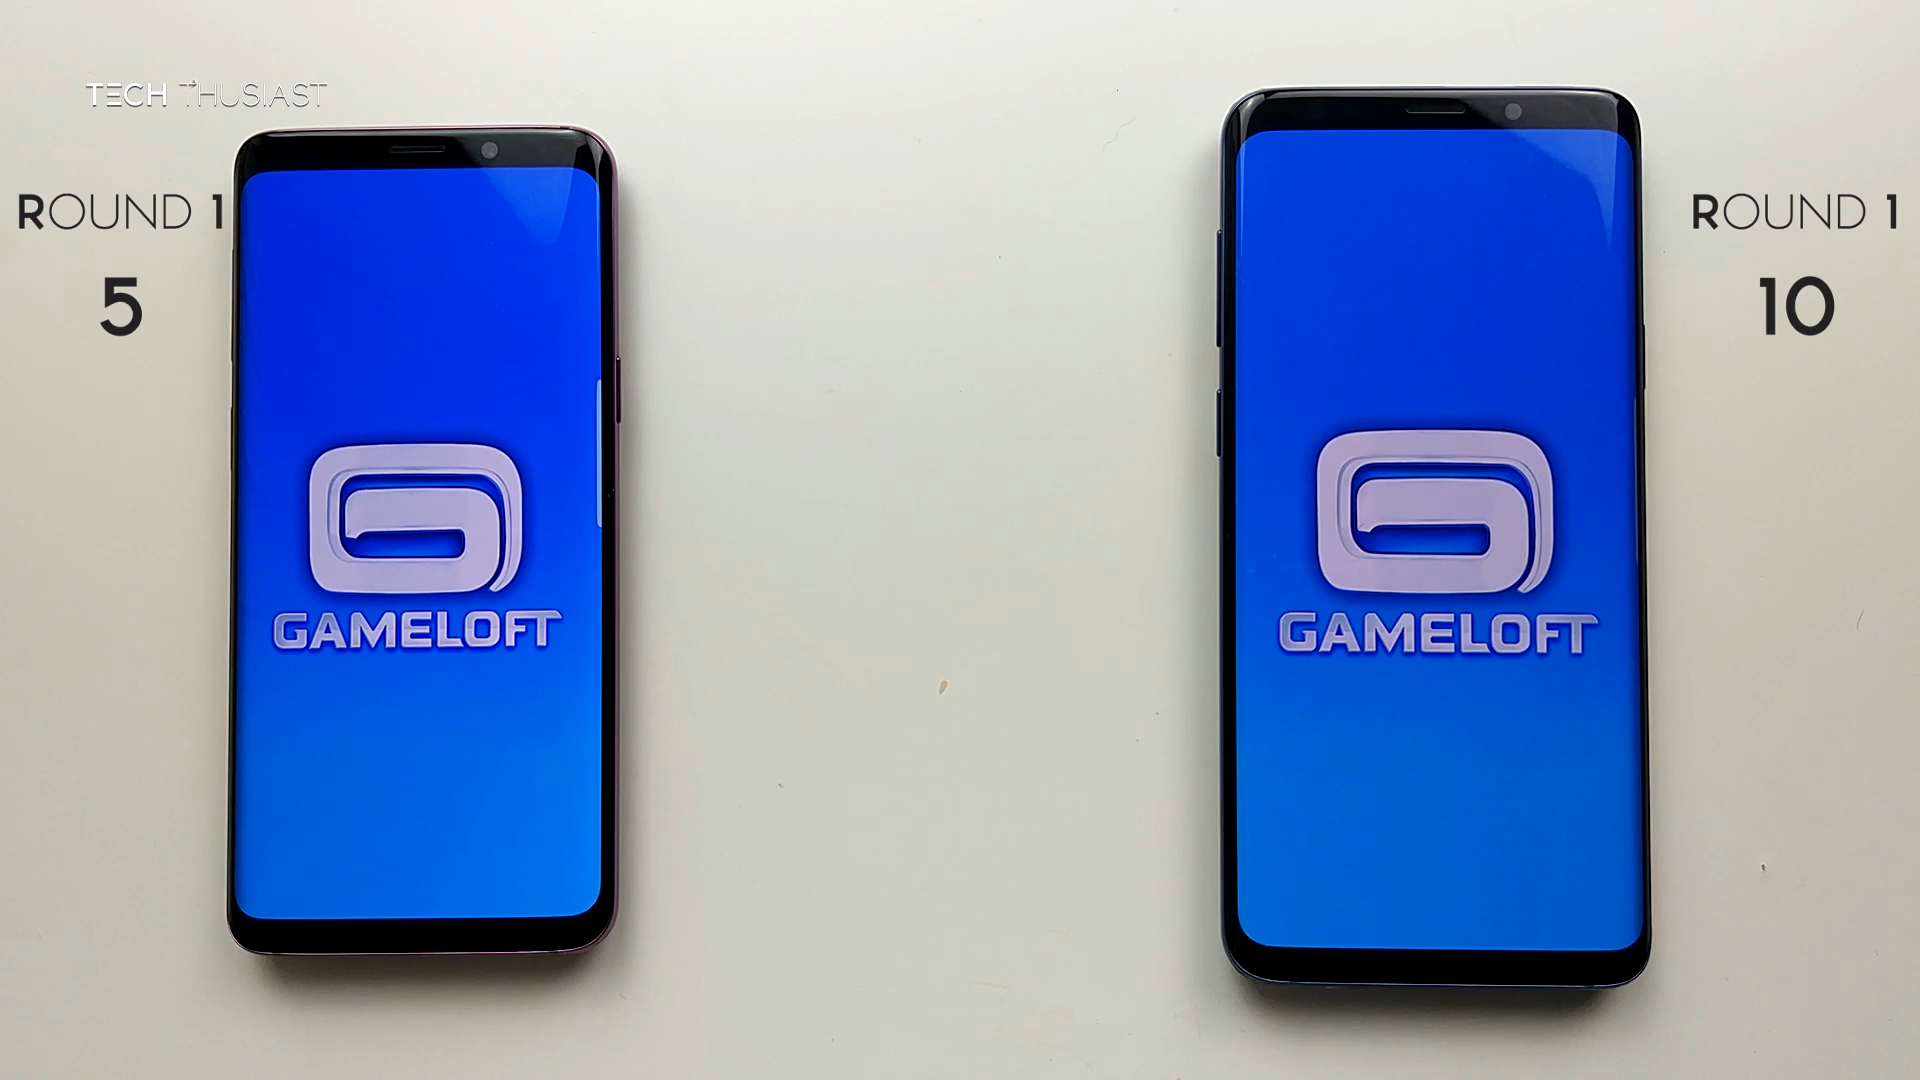 TECH THUSIAST
ROUND 1
5
ROUND 1
10
GAMELOFT
GAMELOFT